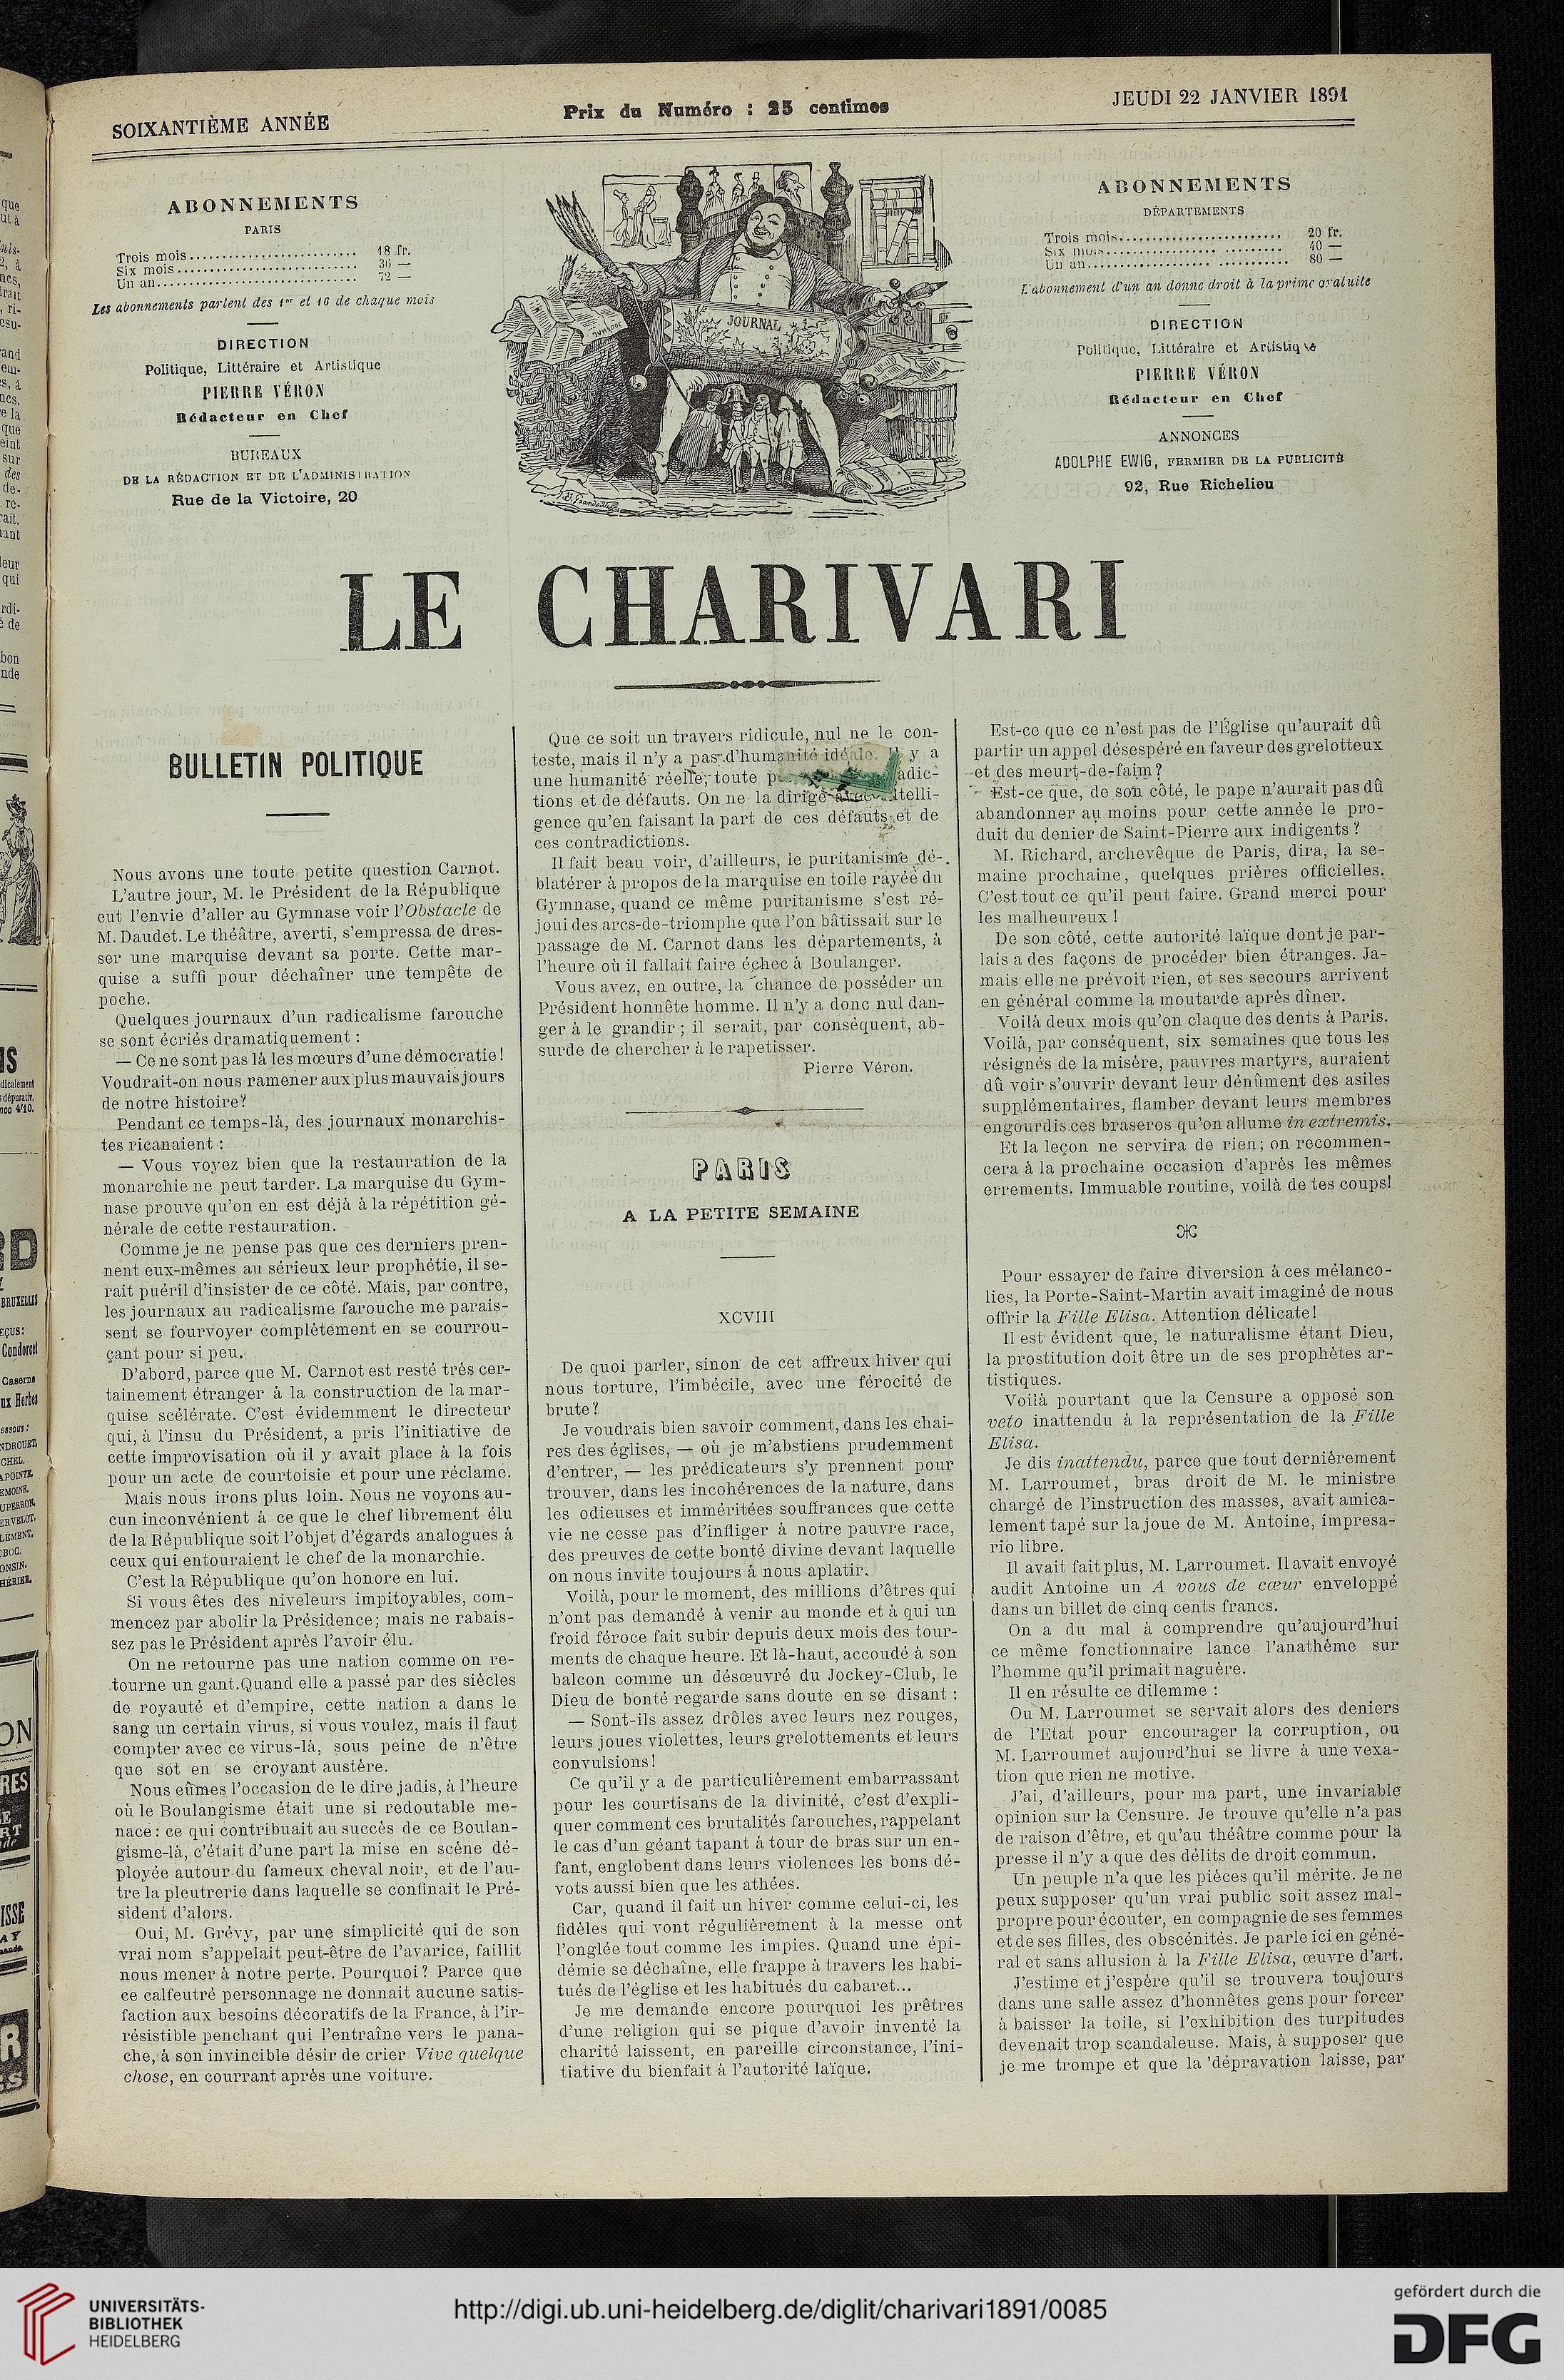 SOIXANTIÈME ANNÉE
Prix du Numéro : 25 centimes
JEUDI 22 JANVIER 1891
ABONNEMENTS
PARIS
Trois mois........................... 18 fr.
Six mois............................. 36 —
Un an................................ 72 —
Les abonnements partent des 1er et 16 de chaque mois
DIRECTION
Politique, Littéraire et Artistique
PIERRE VÉRON
Rédacteur en Chef
BUREAUX
DE LA RÉDACTION ET DE L'ADMINISTRATION
Rue de la Victoire, 20
JOURNAL
ABONNEMENTS
DÉPARTEMENTS
Trois mois.......................... 20 fr.
Six mois............................ 40 —
Un an............................... 80 —
L'abonnement d'un an donne droit à la prime gratuite
DIRECTION
Politique, Littéraire et Artistique
PIERRE VÉRON
Rédacteur en Chef
ANNONCES
ADOLPHE EWIG, FERMIER DE LA PUBLICITÉ
92, Rue Richelieu
LE CHARIVARI
BULLETIN POLITIQUE
Nous avons une toute petite question Carnot.
L'autre jour, M. le Président de la République
eut l'envie d'aller au Gymnase voir l'Obstacle de
M. Daudet. Le théâtre, averti, s'empressa de dres-
ser une marquise devant sa porte. Cette mar-
quise a suffi pour déchaîner une tempête de
poche.
Quelques journaux d'un radicalisme farouche
se sont écriés dramatiquement :
— Ce ne sont pas là les mœurs d'une démocratie !
Voudrait-on nous ramener aux plus mauvais jours
de notre histoire?
Pendant ce temps-là, des journaux monarchis-
tes ricanaient :
— Vous voyez bien que la restauration de la
monarchie ne peut tarder. La marquise du Gym-
nase prouve qu'on en est déjà à la répétition gé-
nérale de cette restauration.
Comme je ne pense pas que ces derniers pren-
nent eux-mêmes au sérieux leur prophétie, il se-
rait puéril d'insister de ce côté. Mais, par contre,
les journaux au radicalisme farouche me parais-
sent se fourvoyer complétement en se courrou-
çant pour si peu.
D'abord, parce que M. Carnot est resté très cer-
tainement étranger à la construction de la mar-
quise scélérate. C'est évidemment le directeur
qui, à l'insu du Président, a pris l'initiative de
cette improvisation où il y avait place à la fois
pour un acte de courtoisie et pour une réclame.
Mais nous irons plus loin. Nous ne voyons au-
cun inconvénient à ce que le chef librement élu
de la République soit l'objet d'égards analogues à
ceux qui entouraient le chef de la monarchie.
C'est la République qu'on honore en lui.
Si vous êtes des niveleurs impitoyables, com-
mencez par abolir la Présidence; mais ne rabais-
sez pas le Président après l'avoir élu.
On ne retourne pas une nation comme on re-
tourne un gant. Quand elle a passé par des siècles
de royauté et d'empire, cette nation a dans le
sang un certain virus, si vous voulez, mais il faut
compter avec ce virus-là, sous peine de n'être
que sot en se croyant austère.
Nous eûmes l'occasion de le dire jadis, à l'heure
où le Boulangisme était une si redoutable me-
nace : ce qui contribuait au succès de ce Boulan-
gisme-là, c'était d'une part la mise en scène dé-
ployée autour du fameux cheval noir, et de l'au-
tre la pleutrerie dans laquelle se confinait le Pré-
sident d'alors.
Oui, M. Grévy, par une simplicité qui de son
vrai nom s'appelait peut-être de l'avarice, faillit
nous mener à notre perte. Pourquoi? Parce que
ce calfeutré personnage ne donnait aucune satis-
faction aux besoins décoratifs de la France, à l'ir-
résistible penchant qui l'entraîne vers le pana-
che, à son invincible désir de crier Vive quelque
chose, en courrant après une voiture.
Que ce soit un travers ridicule, nul ne le con-
teste, mais il n'y a pas d'humanité idéale. Il y a
une humanité réelle, toute
tions et de défauts. On ne la dirige avec
gence qu'en faisant la part de ces défauts et de
ces contradictions.
Il fait beau voir, d'ailleurs, le puritanisme dé-
blatérer à propos de la marquise en toile rayée du
Gymnase, quand ce même puritanisme s'est ré-
joui des arcs-de-triomphe que l'on bâtissait sur le
passage de M. Carnot dans les départements, à
l'heure où il fallait faire échec à Boulanger.
Vous avez, en outre, la chance de posséder un
Président honnête homme. Il n'y a donc nul dan-
ger à le grandir ; il serait, par conséquent, ab-
surde de chercher à le rapetisser.
Pierre Véron.
PARIS
A LA PETITE SEMAINE
XCVIII
De quoi parler, sinon de cet affreux hiver qui
nous torture, l'imbécile, avec une férocité de
brute?
Je voudrais bien savoir comment, dans les chai-
res des églises, — où je m'abstiens prudemment
d'entrer, — les prédicateurs s'y prennent pour
trouver, dans les incohérences de la nature, dans
les odieuses et imméritées souffrances que cette
vie ne cesse pas d'infliger à notre pauvre race,
des preuves de cette bonté divine devant laquelle
on nous invite toujours à nous aplatir.
Voilà, pour le moment, des millions d'êtres qui
n'ont pas demandé à venir au monde et à qui un
froid féroce fait subir depuis deux mois des tour-
ments de chaque heure. Et là-haut, accoudé à son
balcon comme un désœuvré du Jockey-Club, le
Dieu de bonté regarde sans doute en se disant :
— Sont-ils assez drôles avec leurs nez rouges,
leurs joues violettes, leurs grelottements et leurs
convulsions!
Ce qu'il y a de particulièrement embarrassant
pour les courtisans de la divinité, c'est d'expli-
quer comment ces brutalités farouches, rappelant
le cas d'un géant tapant à tour de bras sur un en-
fant, englobent dans leurs violences les bons dé-
vots aussi bien que les athées.
Car, quand il fait un hiver comme celui-ci, les
fidèles qui vont régulièrement à la messe ont
l'onglée tout comme les impies. Quand une épi-
démie se déchaîne, elle frappe à travers les habi-
tués de l'église et les habitués du cabaret...
Je me demande encore pourquoi les prêtres
d'une religion qui se pique d'avoir inventé la
charité laissent, en pareille circonstance, l'ini-
tiative du bienfait à l'autorité laïque.
Est-ce que ce n'est pas de l'Église qu'aurait dû
partir un appel désespéré en faveur des grelotteux
et des meurt-de-faim?
Est-ce que, de son côté, le pape n'aurait pas dû
abandonner au moins pour cette année le pro-
duit du denier de Saint-Pierre aux indigents ?
M. Richard, archevêque de Paris, dira, la se-
maine prochaine, quelques prières officielles.
C'est tout ce qu'il peut faire. Grand merci pour
les malheureux !
De son côté, cette autorité laïque dont je par-
lais a des façons de procéder bien étranges. Ja-
mais elle ne prévoit rien, et ses secours arrivent
en général comme la moutarde après dîner.
Voilà deux mois qu'on claque des dents à Paris.
Voilà, par conséquent, six semaines que tous les
résignés de la misère, pauvres martyrs, auraient
dû voir s'ouvrir devant leur dénûment des asiles
supplémentaires, flamber devant leurs membres
engourdis ces braseros qu'on allume in extremis.
Et la leçon ne servira de rien; on recommen-
cera à la prochaine occasion d'après les mêmes
errements. Immuable routine, voilà de tes coups!
Pour essayer de faire diversion à ces mélanco-
lies, la Porte-Saint-Martin avait imaginé de nous
offrir la Fille Elisa. Attention délicate!
Il est évident que, le naturalisme étant Dieu,
la prostitution doit être un de ses prophètes ar-
tistiques.
Voilà pourtant que la Censure a opposé son
veto inattendu à la représentation de la Fille
Elisa.
Je dis inattendu, parce que tout dernièrement
M. Larroumet, bras droit de M. le ministre
chargé de l'instruction des masses, avait amica-
lement tapé sur la joue de M. Antoine, impresa-
rio libre.
Il avait fait plus, M. Larroumet. Il avait envoyé
audit Antoine un A vous de cœur enveloppé
dans un billet de cinq cents francs.
On a du mal à comprendre qu'aujourd'hui
ce même fonctionnaire lance l'anathème sur
l'homme qu'il primait naguère.
Il en résulte ce dilemme :
Ou M. Larroumet se servait alors des deniers
de l'Etat pour encourager la corruption, ou
M. Larroumet aujourd'hui se livre à une vexa-
tion que rien ne motive.
J'ai, d'ailleurs, pour ma part, une invariable
opinion sur la Censure. Je trouve qu'elle n'a pas
de raison d'être, et qu'au théâtre comme pour la
presse il n'y a que des délits de droit commun.
Un peuple n'a que les pièces qu'il mérite. Je ne
peux supposer qu'un vrai public soit assez mal-
propre pour écouter, en compagnie de ses femmes
et de ses filles, des obscénités. Je parle ici en géné-
ral et sans allusion à la Fille Elisa, œuvre d'art.
J'estime et j'espère qu'il se trouvera toujours
dans une salle assez d'honnêtes gens pour forcer
à baisser la toile, si l'exhibition des turpitudes
devenait trop scandaleuse. Mais, à supposer que
je me trompe et que la dépravation laisse, par
UNIVERSITÄTS-
BIBLIOTHEK
HEIDELBERG
http://digi.ub.uni-heidelberg.de/diglit/charivari1891/0085
gefördert durch die
DFG